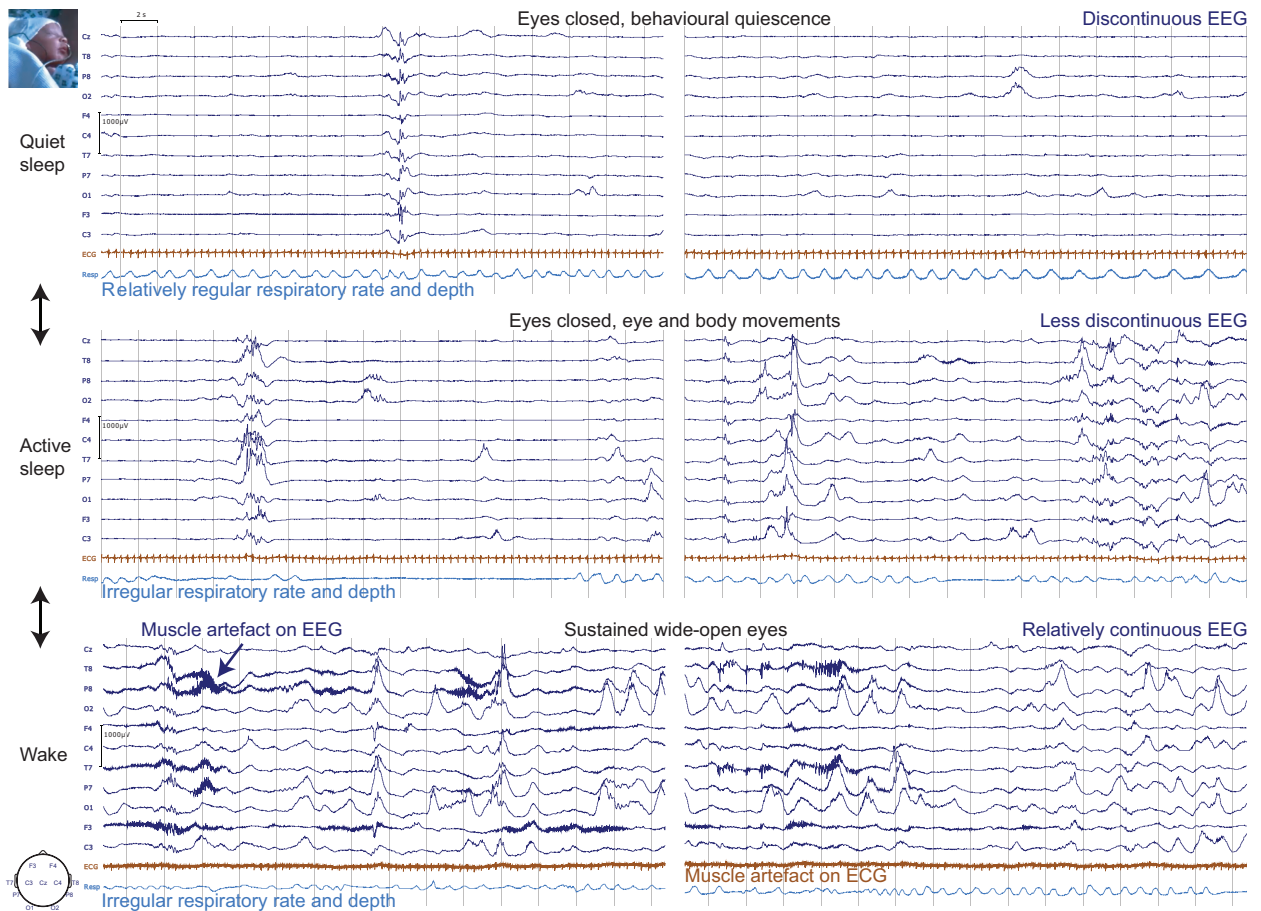 2 s
Eyes closed, behavioural quiescence
Discontinuous EEG
Cz
T8
P8
O2
F4
1000µV
C4
T7
P7
O1
F3
C3
ECG
Resp
Quiet
sleep
Relatively regular respiratory rate and depth
Eyes closed, eye and body movements
Less discontinuous EEG
Cz
T8
P8
O2
F4
1000µV
C4
T7
P7
O1
F3
C3
ECG
Resp
Active
sleep
Irregular respiratory rate and depth
Muscle artefact on EEG
Sustained wide-open eyes
Relatively continuous EEG
Cz
T8
P8
O2
F4
1000µV
C4
T7
P7
O1
F3
C3
ECG
Resp
Wake
Muscle artefact on ECG
Irregular respiratory rate and depth
F3 F4
T7 C3 Cz C4 T8
P8
O1 O2